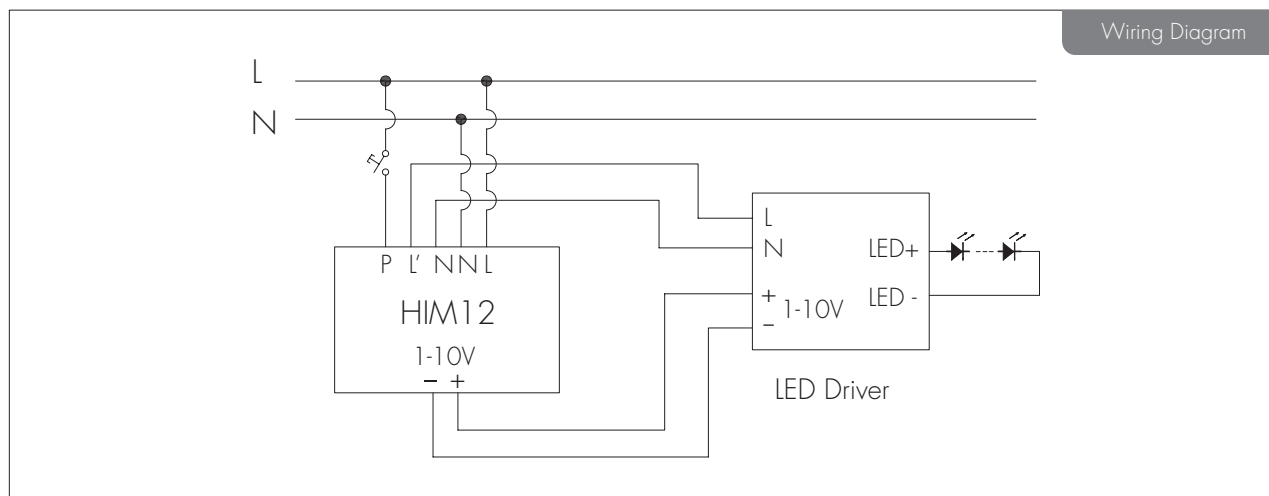 Wiring Diagram
L
N
P L' N N L
HIM12
1-10V
− +
L
N
+
1-10V
−
LED+
LED -
LED Driver